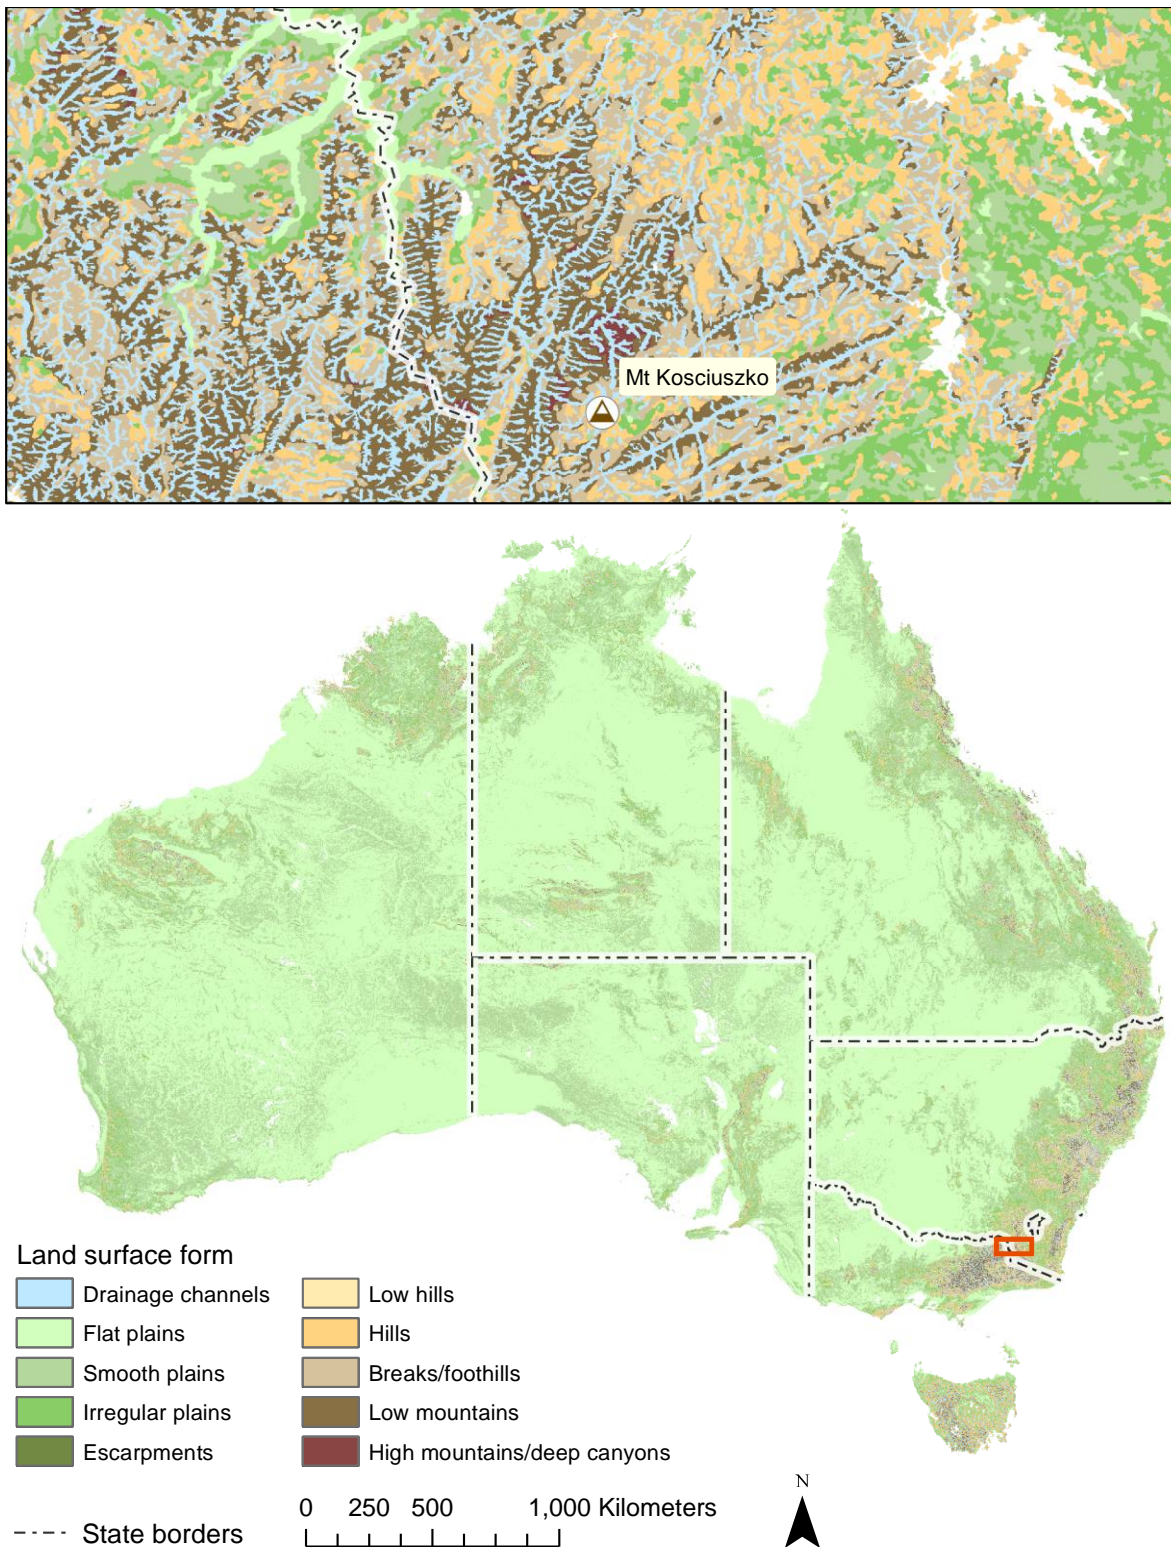 Mt Kosciuszko
Land surface form
Drainage channels
Flat plains
Smooth plains
Irregular plains
Escarpments
Low hills
Hills
Breaks/foothills
Low mountains
High mountains/deep canyons
State borders
0 250 500 1,000 Kilometers
N